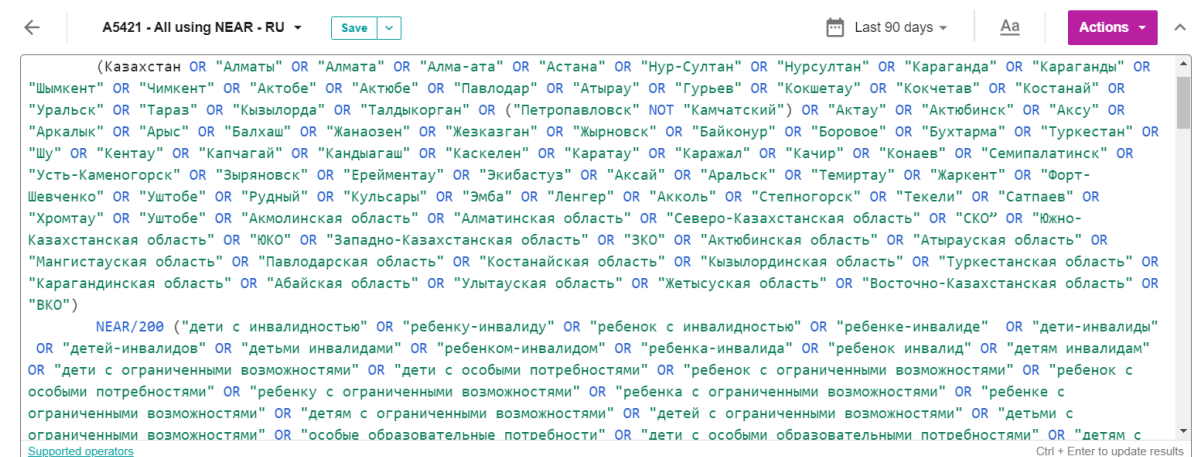 A5421 - All using NEAR - RU
Save
Last 90 days
Aa
Actions
(Казахстан OR "Алматы" OR "Алмата" OR "Алма-ата" OR "Астана" OR "Нур-Султан" OR "Нурсултан" OR "Караганда" OR "Караганды" OR
"Шымкент" OR "Чимкент" OR "Актобе" OR "Актюбе" OR "Павлодар" OR "Атырау" OR "Гурьев" OR "Кокшетау" OR "Кокчетав" OR "Костанай" OR
"Уральск" OR "Тараз" OR "Кызылорда" OR "Талдыкорган" OR ("Петропавловск" NOT "Камчатский") OR "Актау" OR "Актюбинск" OR "Аксу" OR
"Аркалык" OR "Арыс" OR "Балхаш" OR "Жанаозен" OR "Жезказган" OR "Жырновск" OR "Байконур" OR "Боровое" OR "Бухтарма" OR "Туркестан" OR
"Шу" OR "Кентау" OR "Капчагай" OR "Кандыагаш" OR "Каскелен" OR "Каратау" OR "Каражал" OR "Качир" OR "Конаев" OR "Семипалатинск" OR
"Усть-Каменогорск" OR "Зыряновск" OR "Ерейментау" OR "Экибастуз" OR "Аксай" OR "Аральск" OR "Темиртау" OR "Жаркент" OR "Форт-
Шевченко" OR "Уштобе" OR "Рудный" OR "Кульсары" OR "Эмба" OR "Ленгер" OR "Акколь" OR "Степногорск" OR "Текели" OR "Сатпаев" OR
"Хромтау" OR "Уштобе" OR "Акмолинская область" OR "Алматинская область" OR "Северо-Казахстанская область" OR "СКО” OR "Южно-
Казахстанская область" OR "ЮКО" OR "Западно-Казахстанская область" OR "ЗКО" OR "Актюбинская область" OR "Атырауская область" OR
"Мангистауская область" OR "Павлодарская область" OR "Костанайская область" OR "Кызылординская область" OR "Туркестанская область" OR
"Карагандинская область" OR "Абайская область" OR "Улытауская область" OR "Жетысуская область" OR "Восточно-Казахстанская область" OR
"ВКО")
NEAR/200 ("дети с инвалидностью" OR "ребенку-инвалиду" OR "ребенок с инвалидностью" OR "ребенке-инвалиде" OR "дети-инвалиды"
OR "детей-инвалидов" OR "детьми инвалидами" OR "ребенком-инвалидом" OR "ребенка-инвалида" OR "ребенок инвалид" OR "детям инвалидам"
OR "дети с ограниченными возможностями" OR "дети с особыми потребностями" OR "ребенок с ограниченными возможностями" OR "ребенок с
особыми потребностями" OR "ребенку с ограниченными возможностями" OR "ребенка с ограниченными возможностями" OR "ребенке с
ограниченными возможностями" OR "детям с ограниченными возможностями" OR "детей с ограниченными возможностями" OR "детьми с
ограниченными возможностями" OR "особые образовательные потребности" OR "дети с особыми образовательными потребностями" OR "детям с
Supported operators
Ctrl + Enter to update results